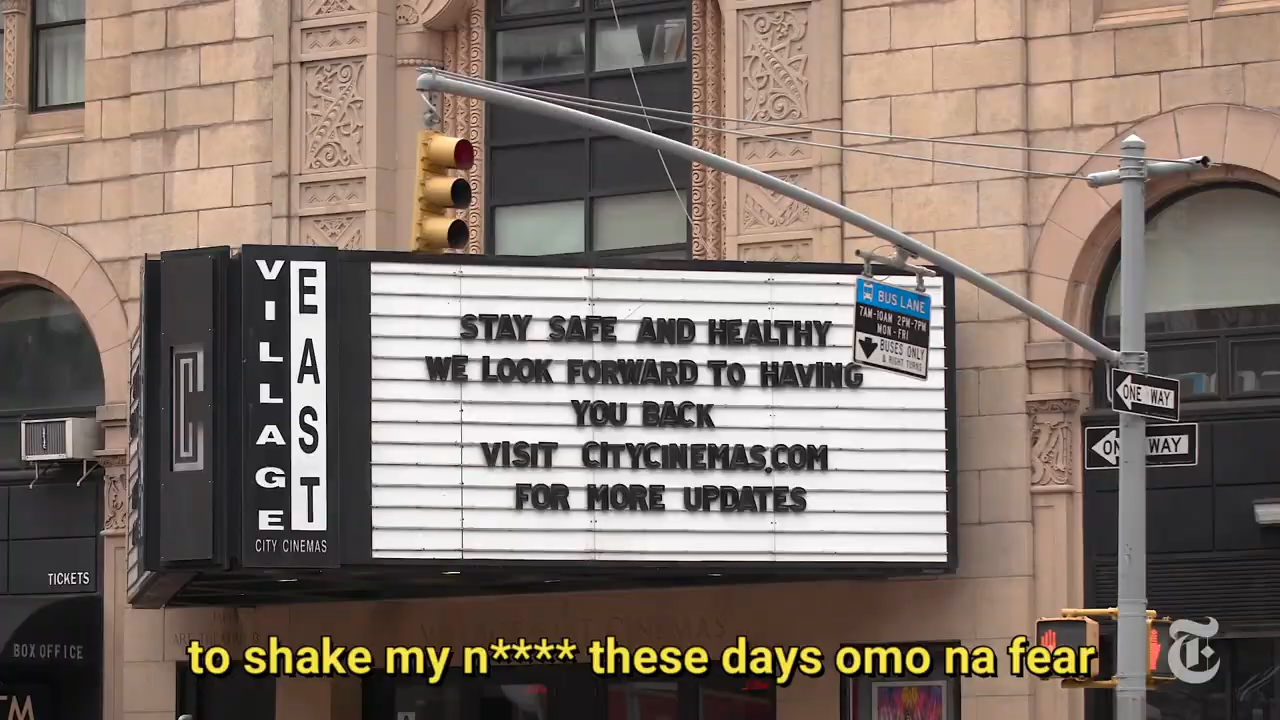 VILLAGE
EAST
CITY CINEMAS
STAY SAFE AND HEALTHY
WE LOOK FORWARD TO HAVING
YOU BACK
VISIT CITYCINEMAS.COM
FOR MORE UPDATES
BUS LANE
7AM-10AM 2PM-7PM
MON-FRI
BUSES ONLY
& RIGHT TURNS
ONE WAY
ONE WAY
TICKETS
BOX OFFICE
to shake my n**** these days omo na fear